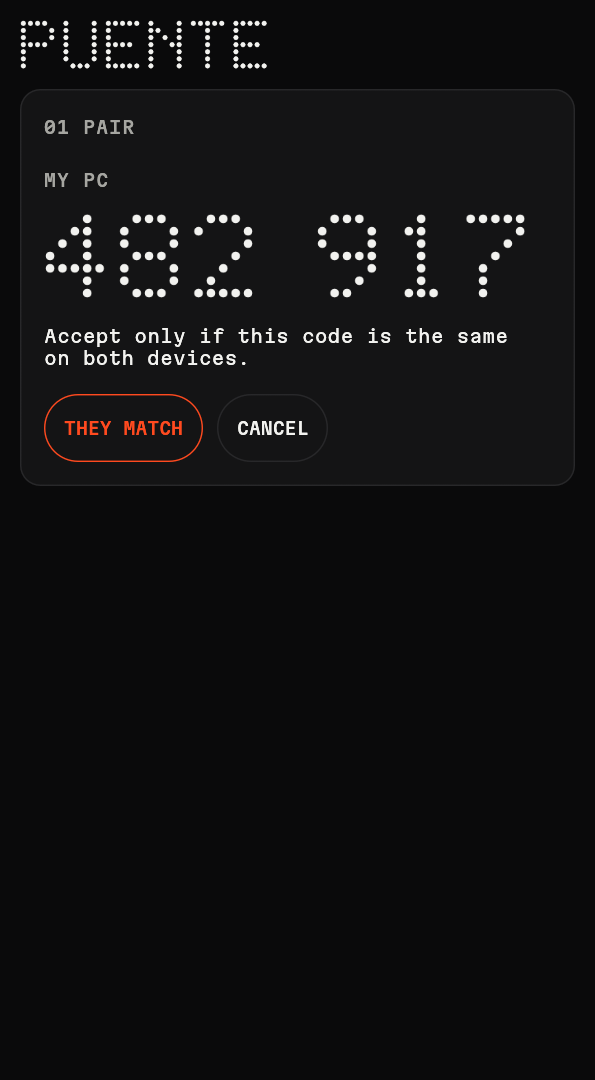 PUENTE
01 PAIR
MY PC
482 917
Accept only if this code is the same
on both devices.
THEY MATCH CANCEL